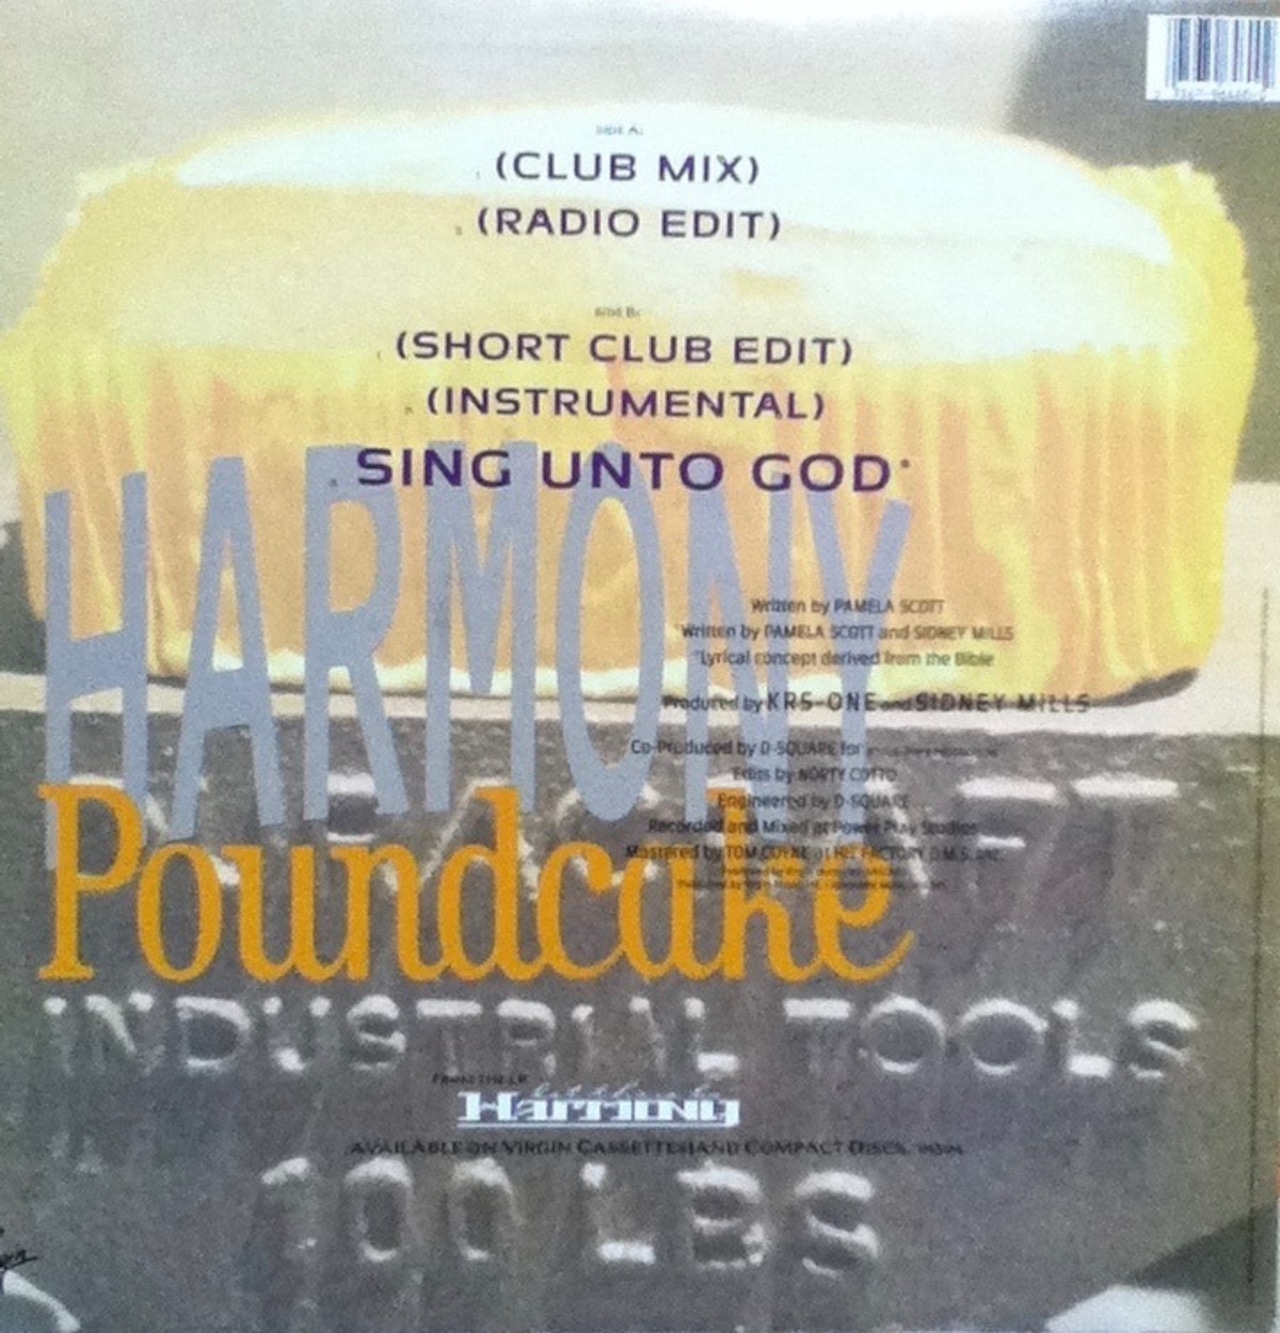 SIDE A:
(CLUB MIX)
(RADIO EDIT)
SIDE B:
(SHORT CLUB EDIT)
(INSTRUMENTAL)
SING UNTO GOD*
HARMONY
Written by PAMELA SCOTT
*Written by PAMELA SCOTT and SIDNEY MILLS
*Lyrical concept derived from the Bible
Produced by KRS-ONE and SIDNEY MILLS
Co-Produced by D-SQUARE for
Edits by NORTY COTTO
Engineered by D-SQUARE
Recorded and Mixed at Power Play Studios
Mastered by TOM COYNE at HIT FACTORY D.M.S. INC.
Poundcake
INDUSTRIAL TOOLS
FROM THE LP
Harmony
AVAILABLE ON VIRGIN CASSETTES AND COMPACT DISCS.
100 LBS